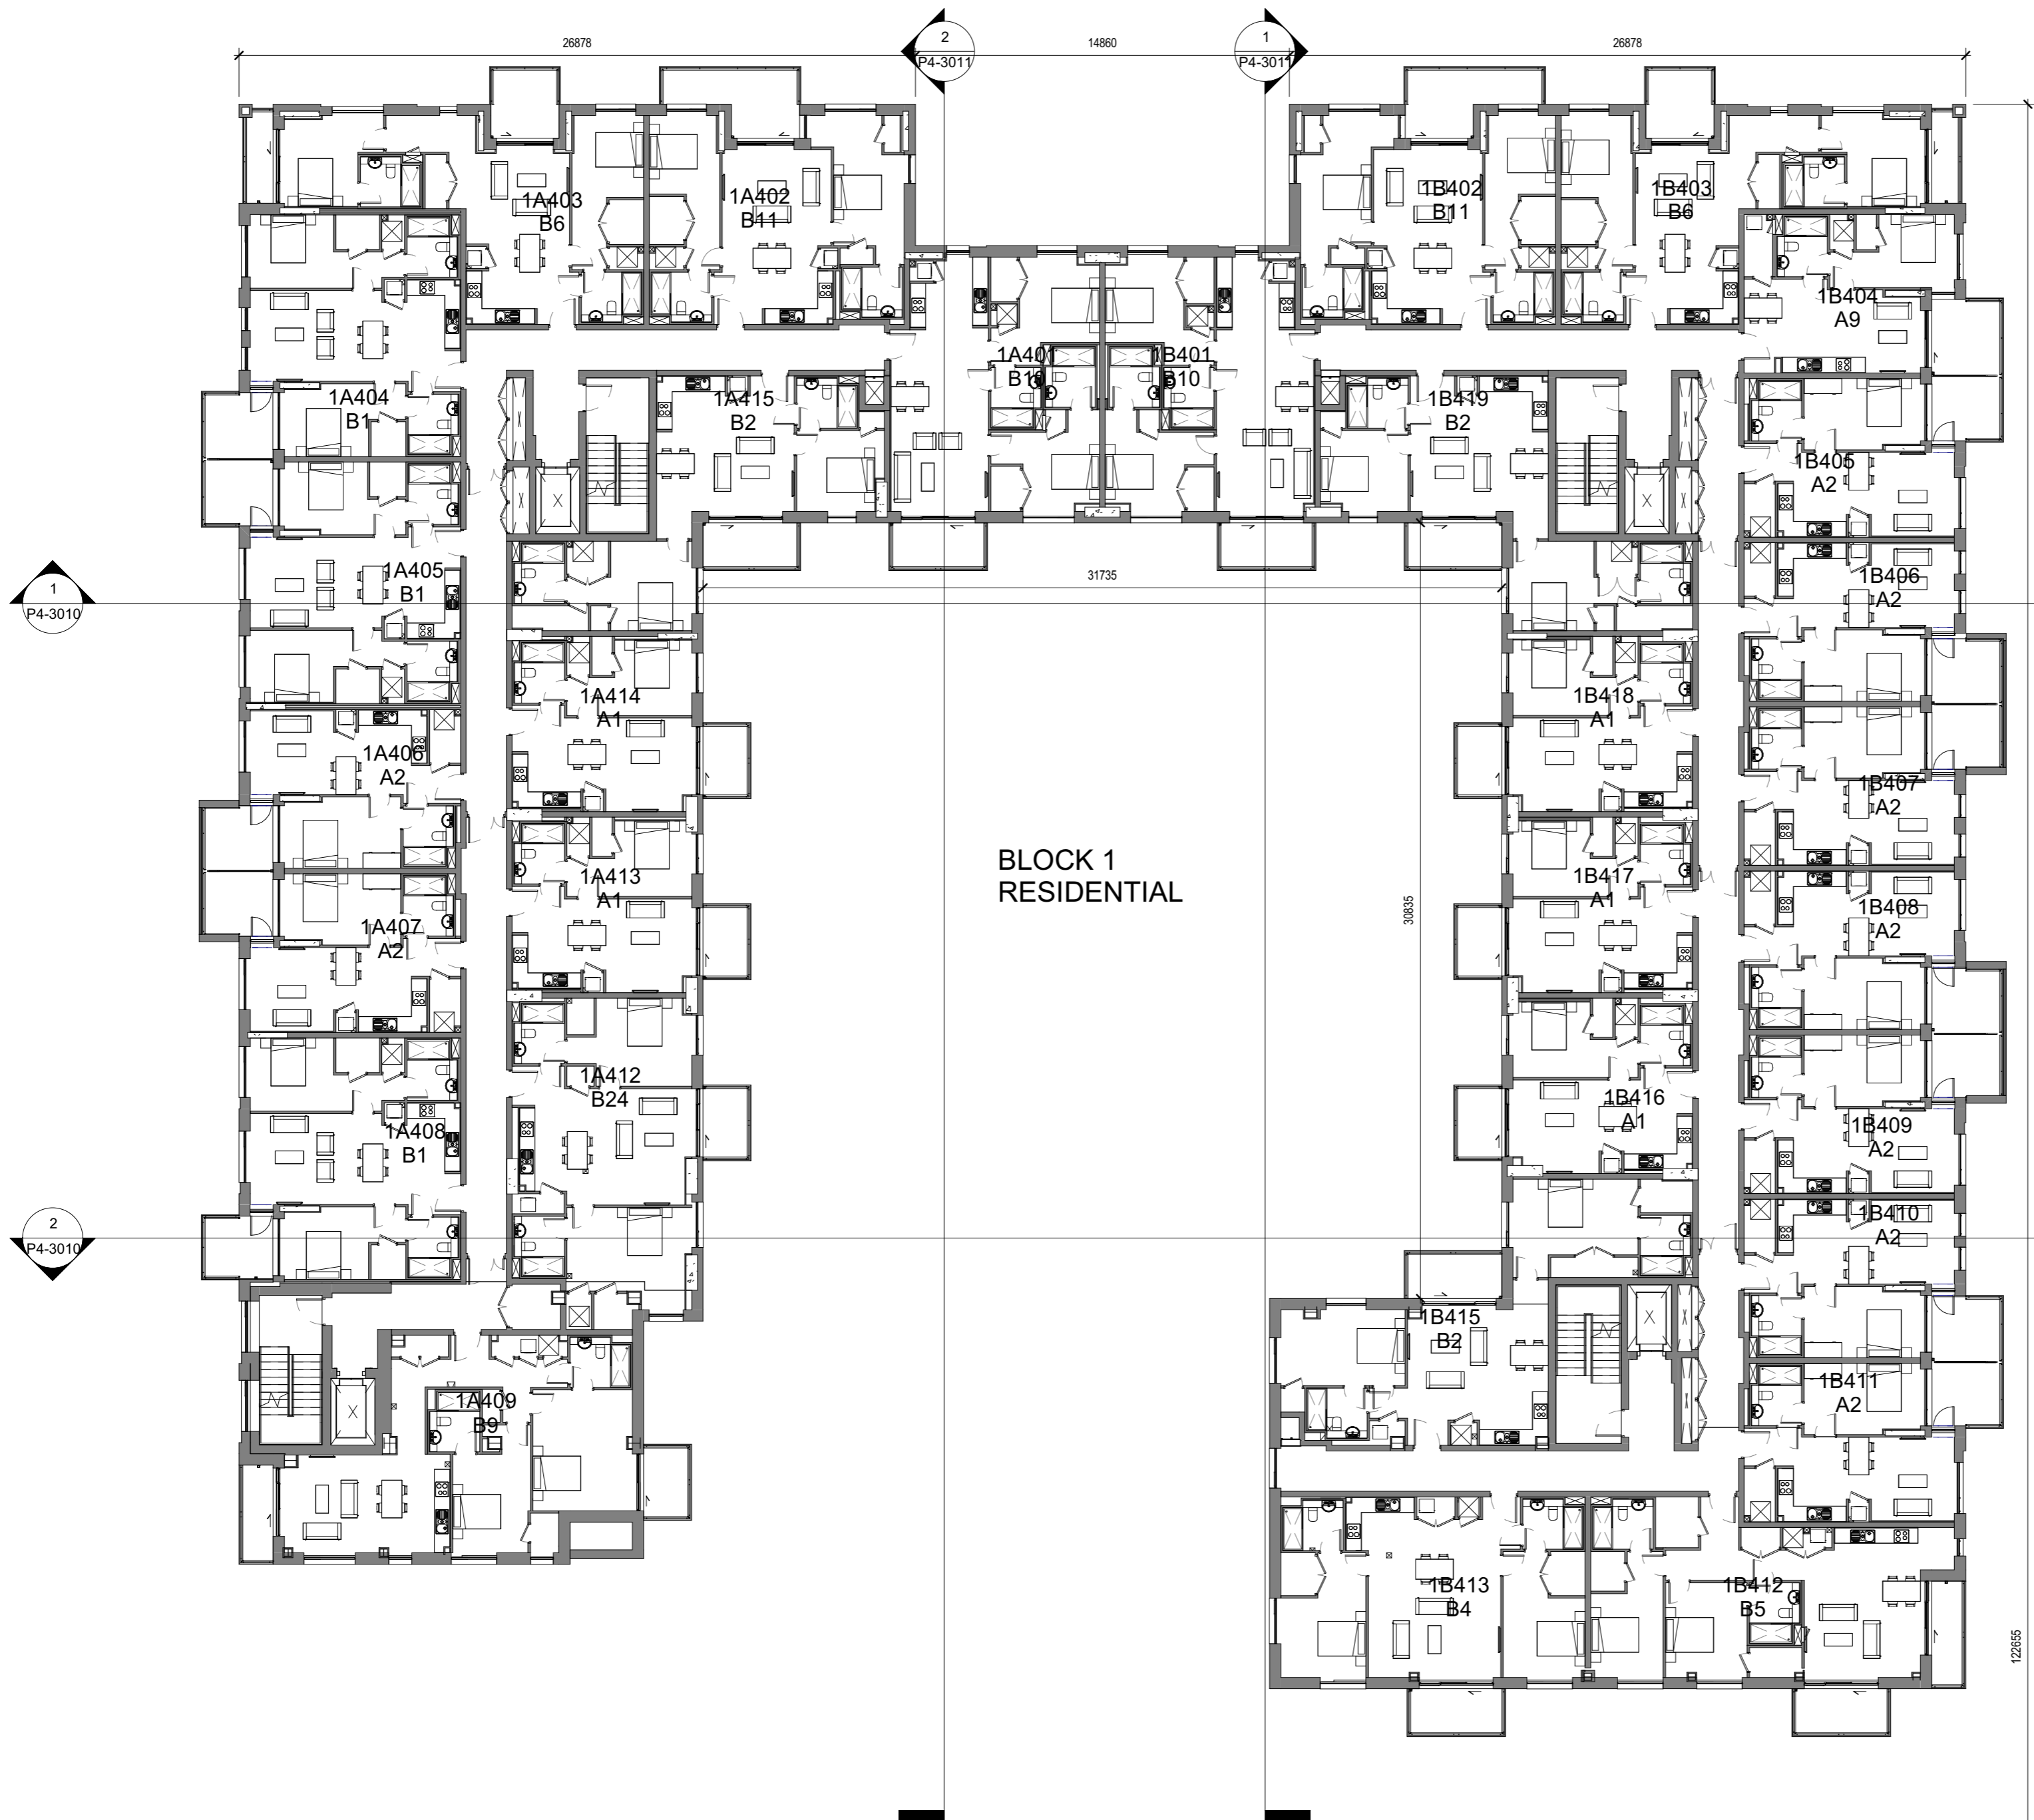 26878
2
P4-3011
14860
1
P4-3011
26878
1A403
B6
1A402
B11
1B402
B11
1B403
B6
1B404
A9
1A401
B10
1B401
B10
1A404
B1
1A415
B2
1B419
B2
1B405
A2
1A405
B1
31735
1B406
A2
1
P4-3010
1A414
A1
1B418
A1
1A406
A2
1B407
A2
BLOCK 1
RESIDENTIAL
1A413
A1
1B417
A1
30835
1B408
A2
1A407
A2
1A412
B24
1B416
A1
1A408
B1
1B409
A2
2
P4-3010
1B410
A2
1B415
B2
1A409
B9
1B411
A2
1B413
B4
1B412
B5
122655